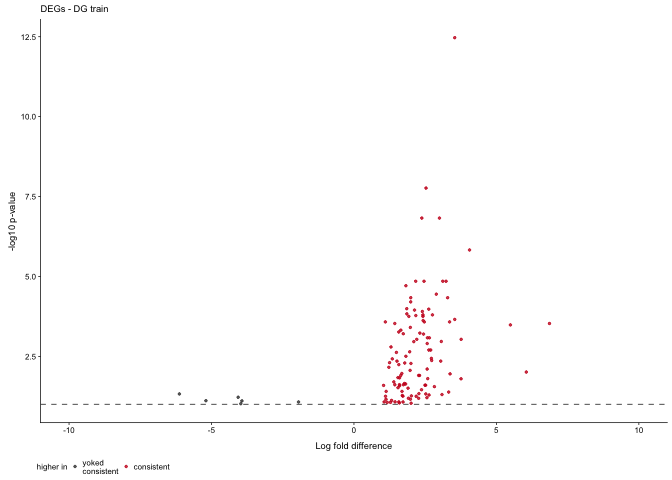 DEGs - DG train
12.5
10.0
7.5
5.0
2.5
-log10 p-value
-10
-5
0
5
10
Log fold difference
higher in
yoked
consistent
consistent